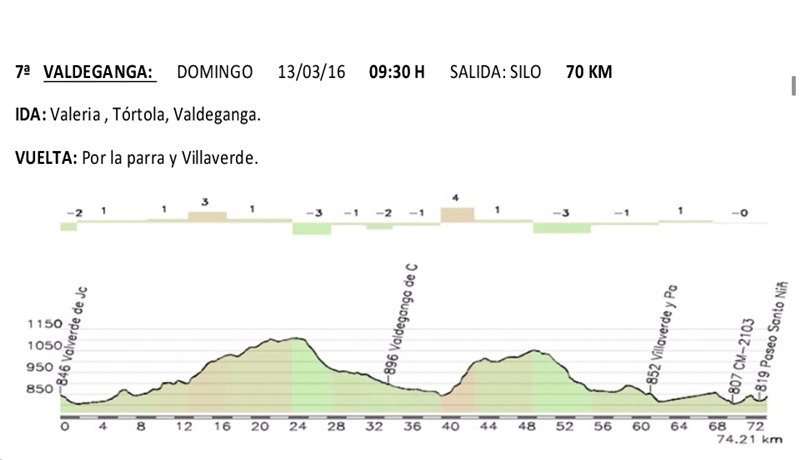 7ª VALDEGANGA: DOMINGO 13/03/16 09:30 H SALIDA: SILO 70 KM
IDA: Valeria , Tórtola, Valdeganga.
VUELTA: Por la parra y Villaverde.
−2 1 1 3 1 −3 −1 −2 −1 4 1 −3 −1 1 −0
846 Valverde de Jc
896 Valdeganga de C
852 Villaverde y Pa
807 CM−2103
819 Paseo Santo Niñ
1150
1050
950
850
0 4 8 12 16 20 24 28 32 36 40 44 48 52 56 60 64 68 72
74.21 km